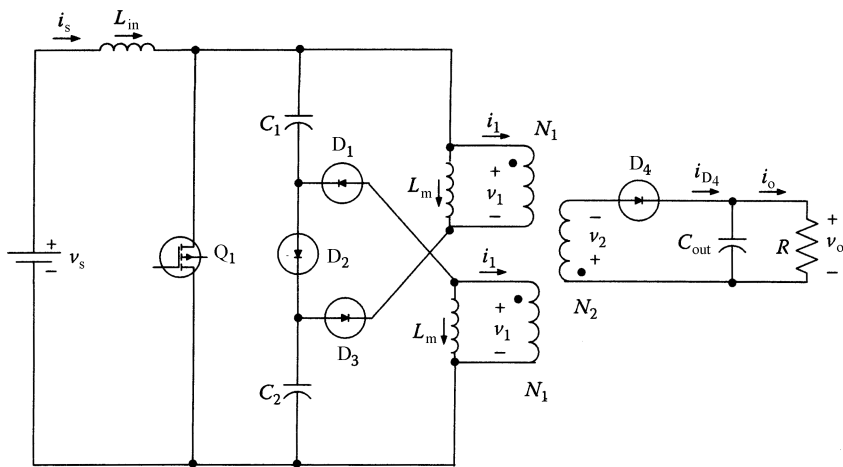 i_s
L_in
C_1
D_1
i_1
N_1
L_m
+
v_1
−
D_4
i_D4
i_o
−
v_2
+
C_out
R
+
v_o
−
+
v_s
−
Q_1
D_2
D_3
i_1
L_m
+
v_1
−
N_2
C_2
N_1